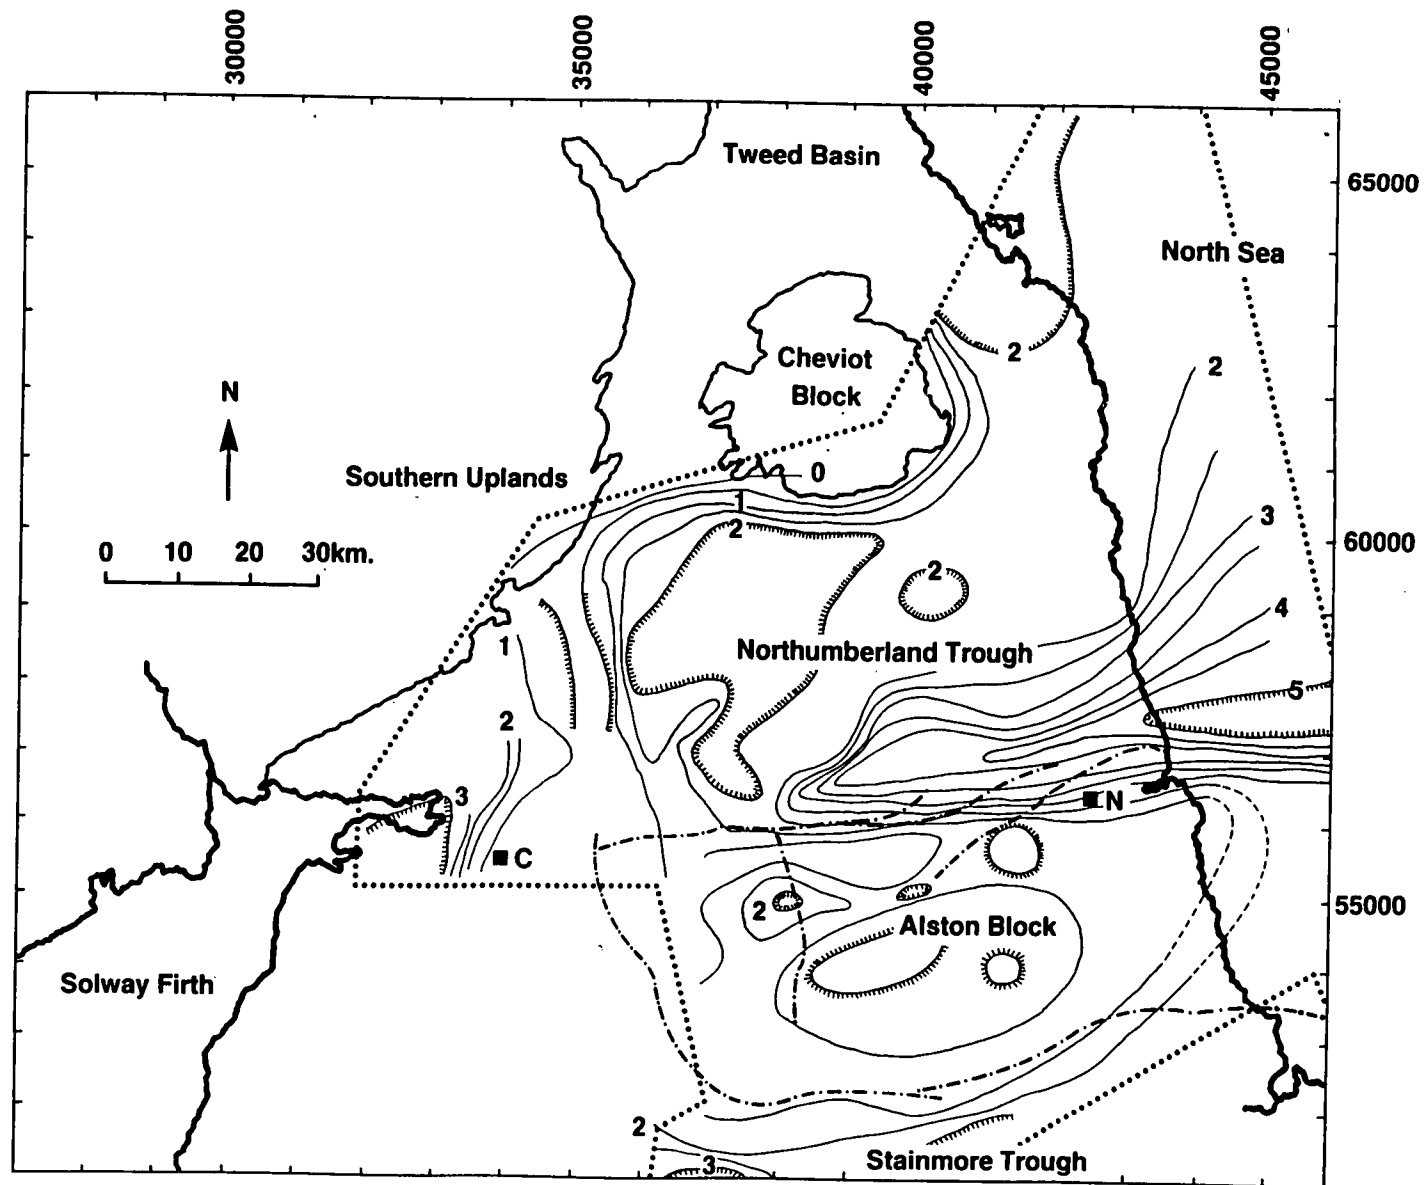 30000
35000
40000
45000
Tweed Basin
65000
North Sea
2
Cheviot
Block
2
N
Southern Uplands
0
1
2
3
0 10 20 30km.
60000
2
4
1
Northumberland Trough
5
2
3
N
C
2
55000
Alston Block
Solway Firth
2
3
Stainmore Trough